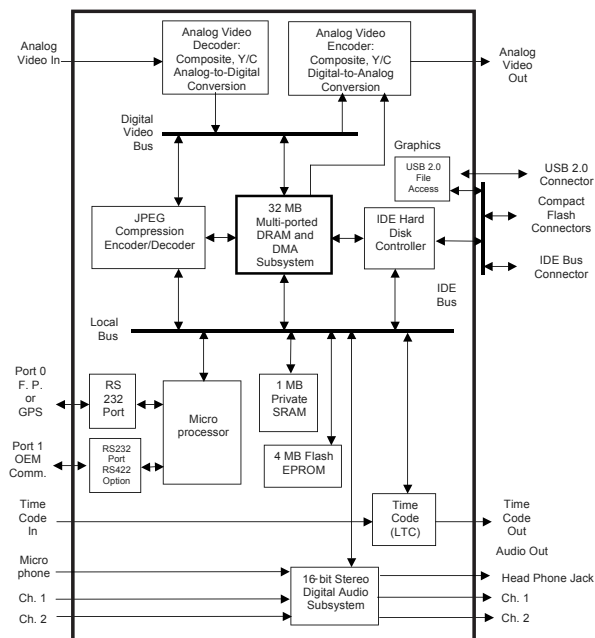 Analog
Video In
Analog Video
Decoder:
Composite, Y/C
Analog-to-Digital
Conversion
Analog Video
Encoder:
Composite, Y/C
Digital-to-Analog
Conversion
Analog
Video
Out
Digital
Video
Bus
Graphics
USB 2.0
File
Access
USB 2.0
Connector
Compact
Flash
Connectors
IDE Bus
Connector
JPEG
Compression
Encoder/Decoder
32 MB
Multi-ported
DRAM and
DMA
Subsystem
IDE Hard
Disk
Controller
IDE
Bus
Local
Bus
Port 0
F. P.
or
GPS
RS
232
Port
Micro
processor
1 MB
Private
SRAM
4 MB Flash
EPROM
Port 1
OEM
Comm.
RS232
Port
RS422
Option
Time
Code
In
Time
Code
(LTC)
Time
Code
Out
Audio Out
Micro
phone
Ch. 1
Ch. 2
16-bit Stereo
Digital Audio
Subsystem
Head Phone Jack
Ch. 1
Ch. 2